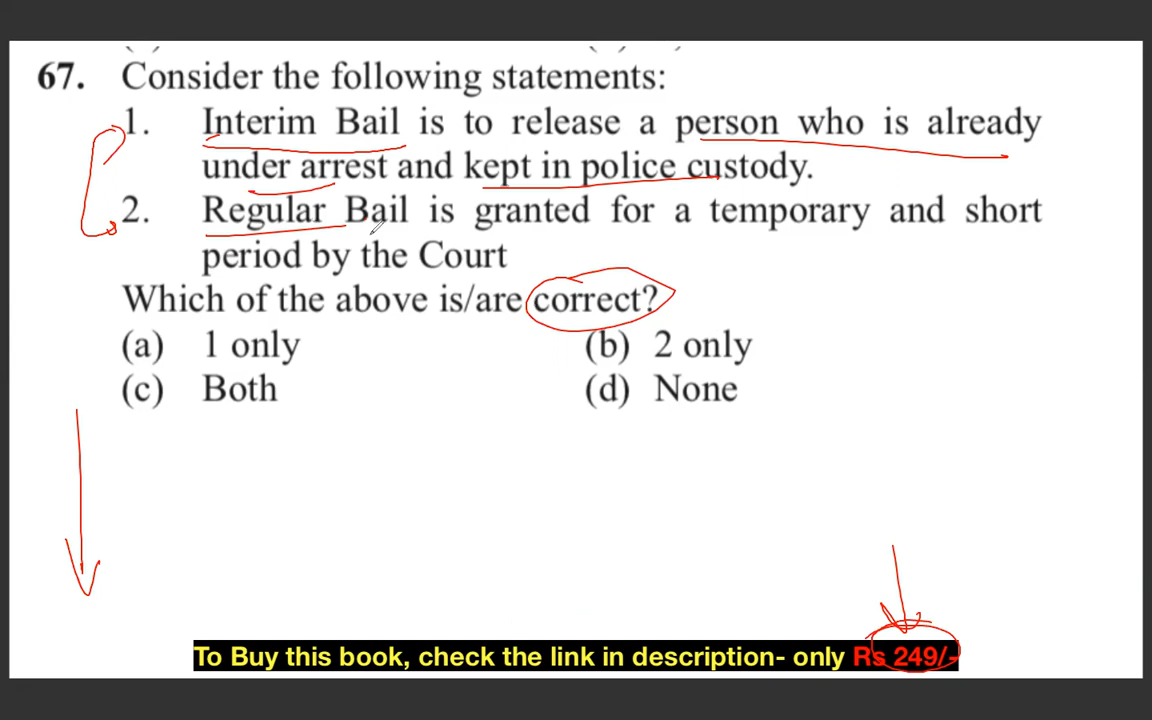 67. Consider the following statements:
1. Interim Bail is to release a person who is already
under arrest and kept in police custody.
2. Regular Bail is granted for a temporary and short
period by the Court
Which of the above is/are correct?
(a) 1 only (b) 2 only
(c) Both (d) None
To Buy this book, check the link in description- only Rs 249/-